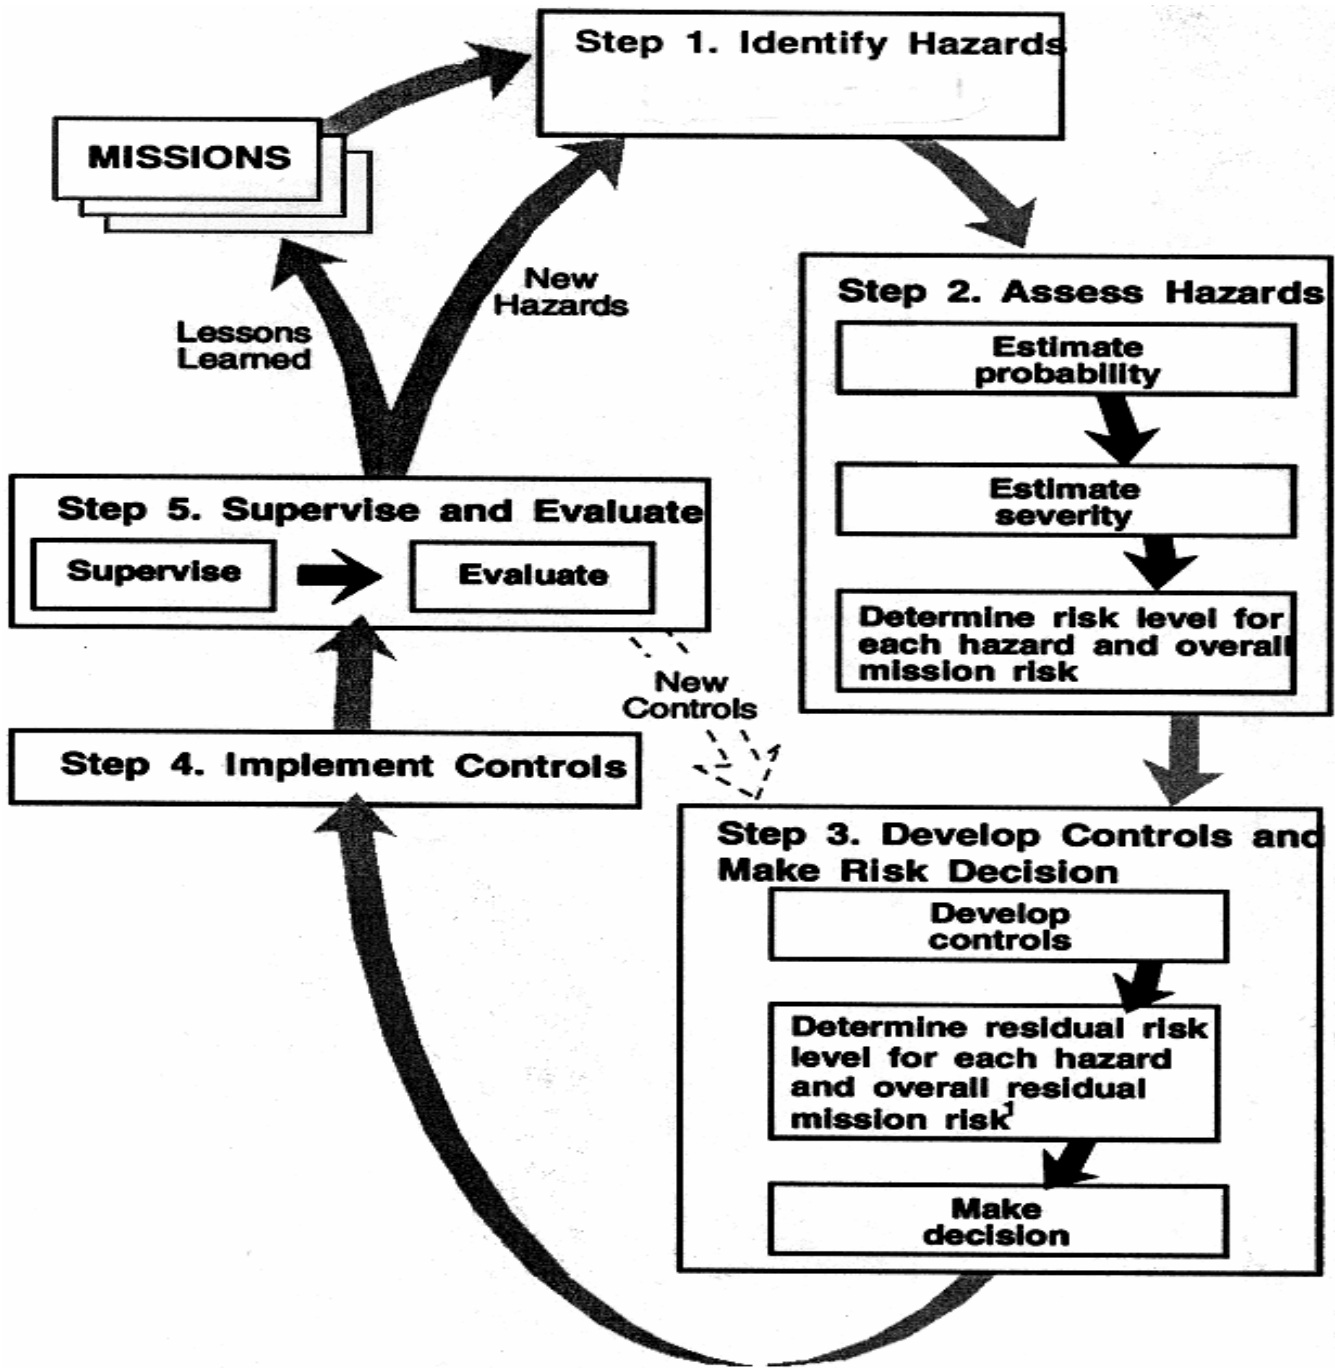 Step 1. Identify Hazards
MISSIONS
New
Hazards
Lessons
Learned
Step 2. Assess Hazards
Estimate
probability
Estimate
severity
Determine risk level for
each hazard and overall
mission risk
Step 5. Supervise and Evaluate
Supervise
Evaluate
New
Controls
Step 4. Implement Controls
Step 3. Develop Controls and
Make Risk Decision
Develop
controls
Determine residual risk
level for each hazard
and overall residual
mission risk¹
Make
decision